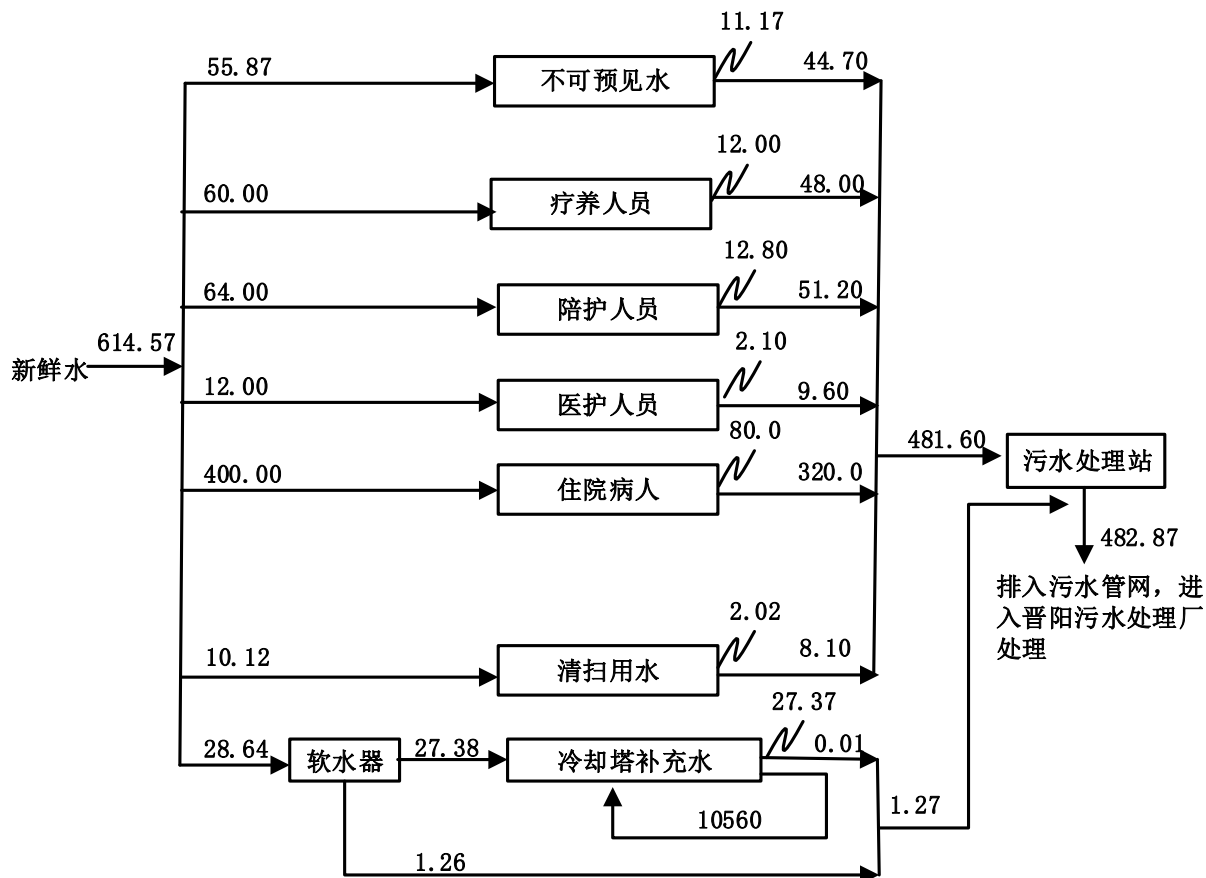 11.17
55.87
不可预见水
44.70
12.00
60.00
疗养人员
48.00
12.80
64.00
陪护人员
51.20
新鲜水
614.57
2.10
12.00
医护人员
9.60
80.0
400.00
住院病人
320.0
481.60
污水处理站
482.87
排入污水管网，进
入晋阳污水处理厂
处理
2.02
10.12
清扫用水
8.10
27.37
28.64
软水器
27.38
冷却塔补充水
0.01
10560
1.27
1.26